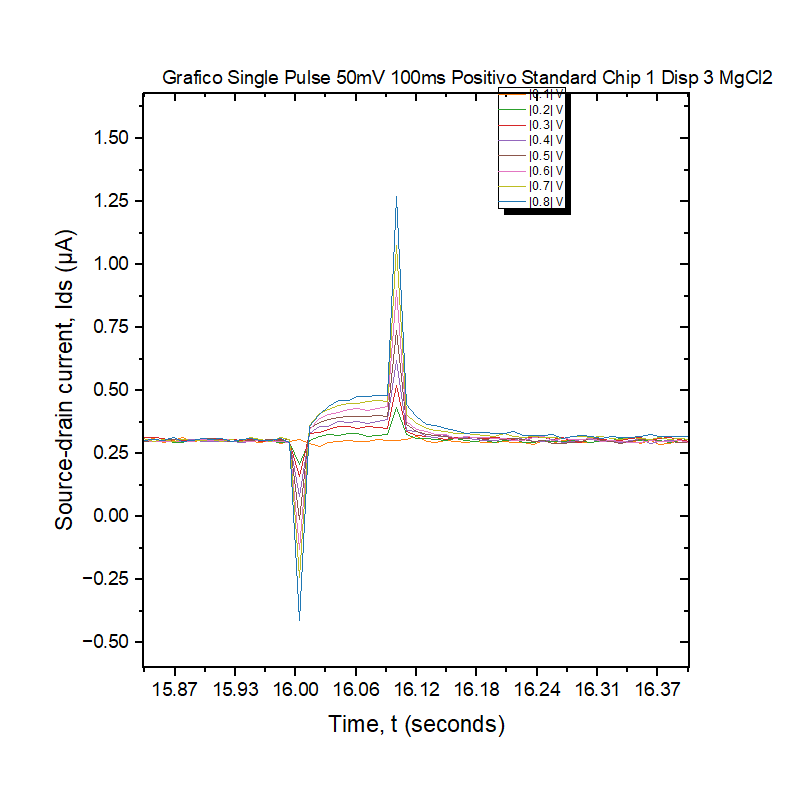 Grafico Single Pulse 50mV 100ms Positivo Standard Chip 1 Disp 3 MgCl2
|0.1| V
|0.2| V
|0.3| V
|0.4| V
|0.5| V
|0.6| V
|0.7| V
|0.8| V
1.50
1.25
1.00
0.75
0.50
0.25
0.00
−0.25
−0.50
Source-drain current, Ids (µA)
15.87 15.93 16.00 16.06 16.12 16.18 16.24 16.31 16.37
Time, t (seconds)